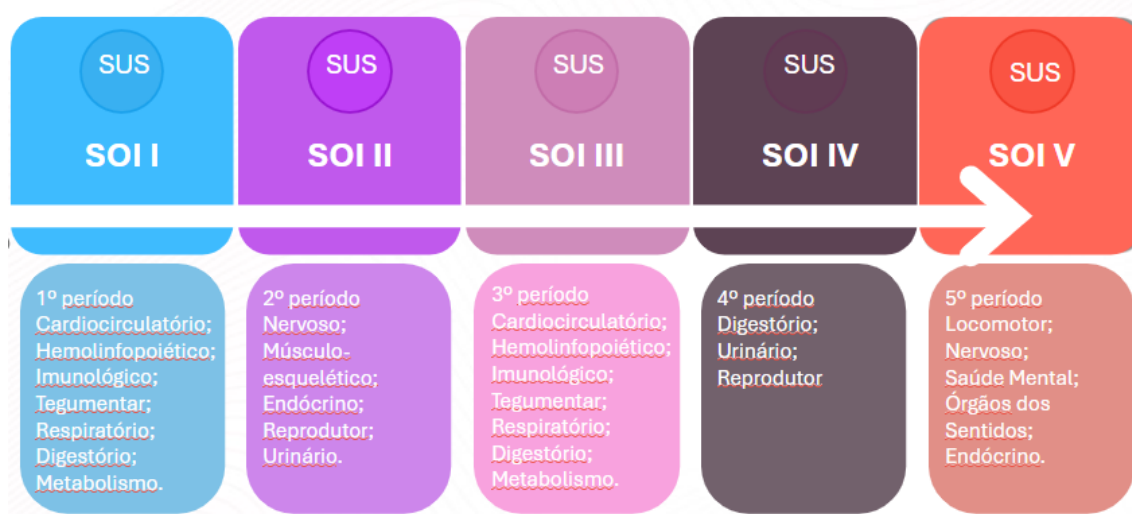 SUS
SOI I
SUS
SOI II
SUS
SOI III
SUS
SOI IV
SUS
SOI V
1º período
Cardiocirculatório;
Hemolinfopoiético;
Imunológico;
Tegumentar;
Respiratório;
Digestório;
Metabolismo.
2º período
Nervoso;
Músculo-
esquelético;
Endócrino;
Reprodutor;
Urinário.
3º período
Cardiocirculatório;
Hemolinfopoiético;
Imunológico;
Tegumentar;
Respiratório;
Digestório;
Metabolismo.
4º período
Digestório;
Urinário;
Reprodutor
5º período
Locomotor;
Nervoso;
Saúde Mental;
Órgãos dos
Sentidos;
Endócrino.